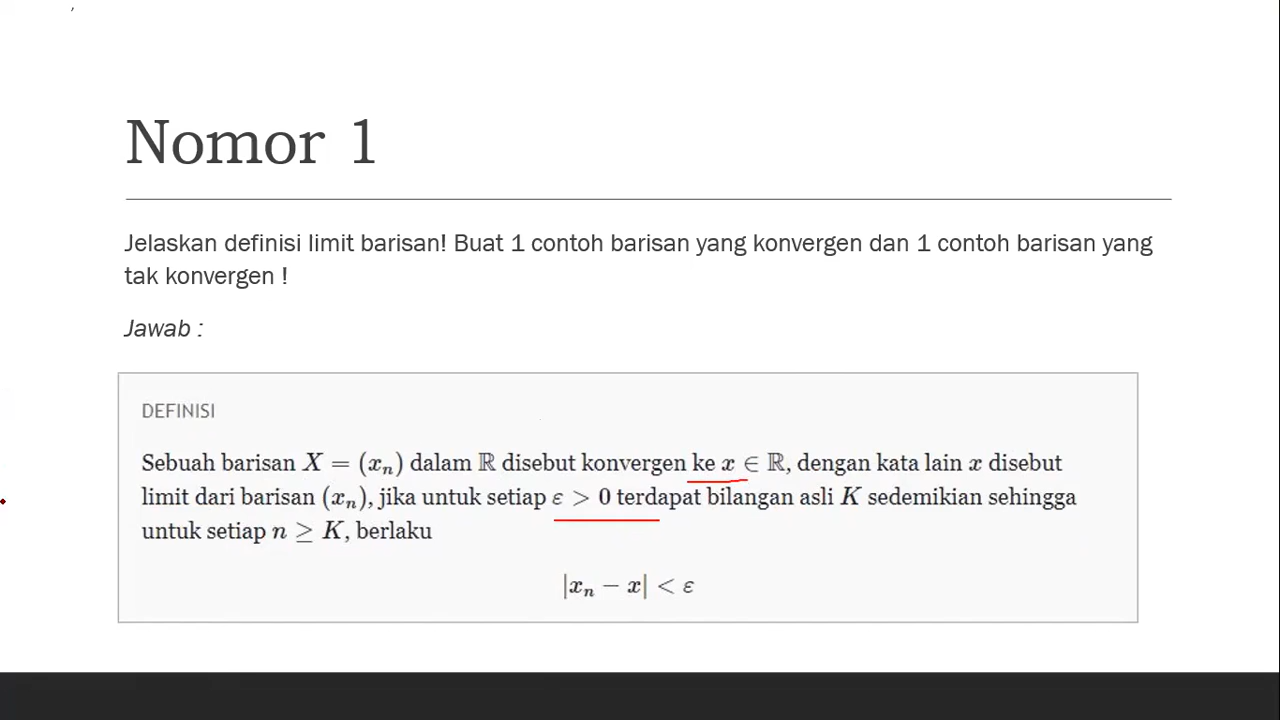 Nomor 1
Jelaskan definisi limit barisan! Buat 1 contoh barisan yang konvergen dan 1 contoh barisan yang
tak konvergen !
Jawab :
DEFINISI
Sebuah barisan X = (xₙ) dalam ℝ disebut konvergen ke x ∈ ℝ, dengan kata lain x disebut
limit dari barisan (xₙ), jika untuk setiap ε > 0 terdapat bilangan asli K sedemikian sehingga
untuk setiap n ≥ K, berlaku
|xₙ − x| < ε